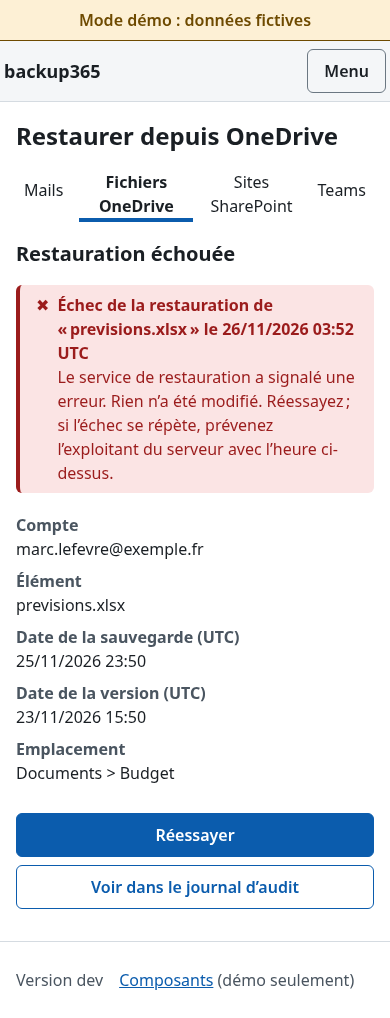 Mode démo : données fictives
backup365
Menu
Restaurer depuis OneDrive
Mails
Fichiers
OneDrive
Sites
SharePoint
Teams
Restauration échouée
✖ Échec de la restauration de
« previsions.xlsx » le 26/11/2026 03:52
UTC
Le service de restauration a signalé une
erreur. Rien n’a été modifié. Réessayez ;
si l’échec se répète, prévenez
l’exploitant du serveur avec l’heure ci-
dessus.
Compte
marc.lefevre@exemple.fr
Élément
previsions.xlsx
Date de la sauvegarde (UTC)
25/11/2026 23:50
Date de la version (UTC)
23/11/2026 15:50
Emplacement
Documents > Budget
Réessayer
Voir dans le journal d’audit
Version dev Composants (démo seulement)